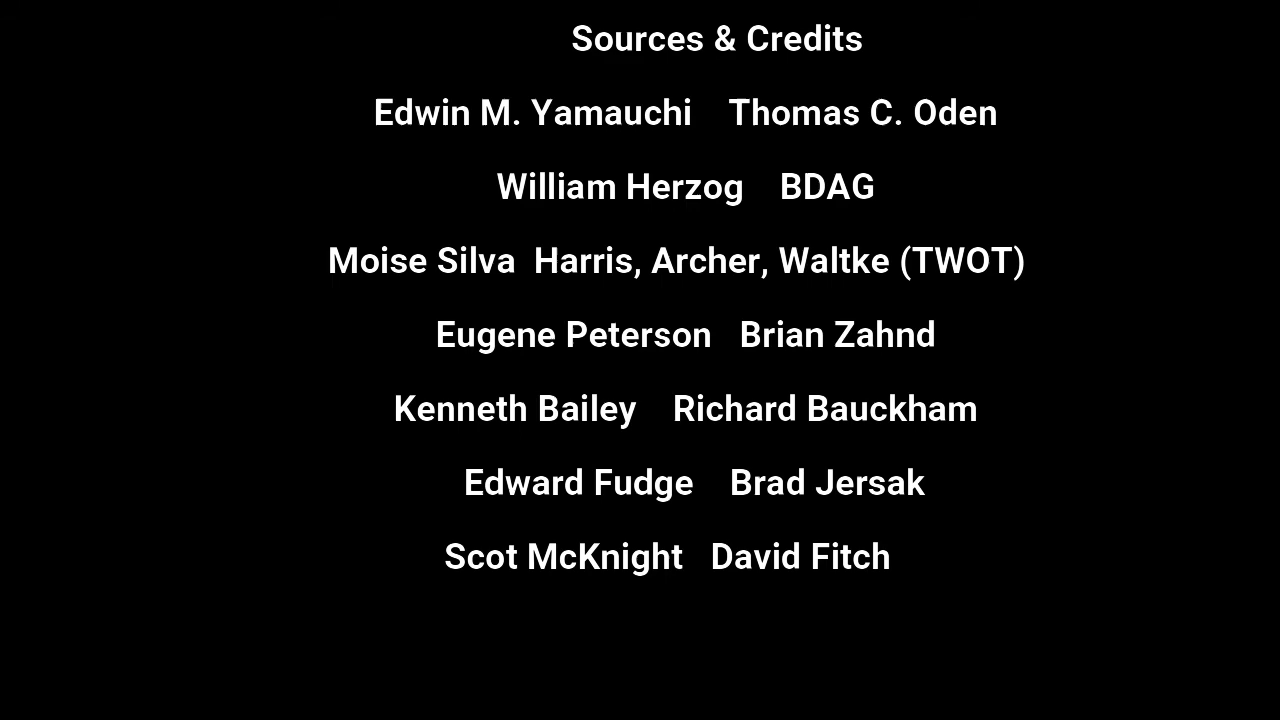 Sources & Credits
Edwin M. Yamauchi    Thomas C. Oden
William Herzog    BDAG
Moise Silva  Harris, Archer, Waltke (TWOT)
Eugene Peterson   Brian Zahnd
Kenneth Bailey    Richard Bauckham
Edward Fudge    Brad Jersak
Scot McKnight   David Fitch